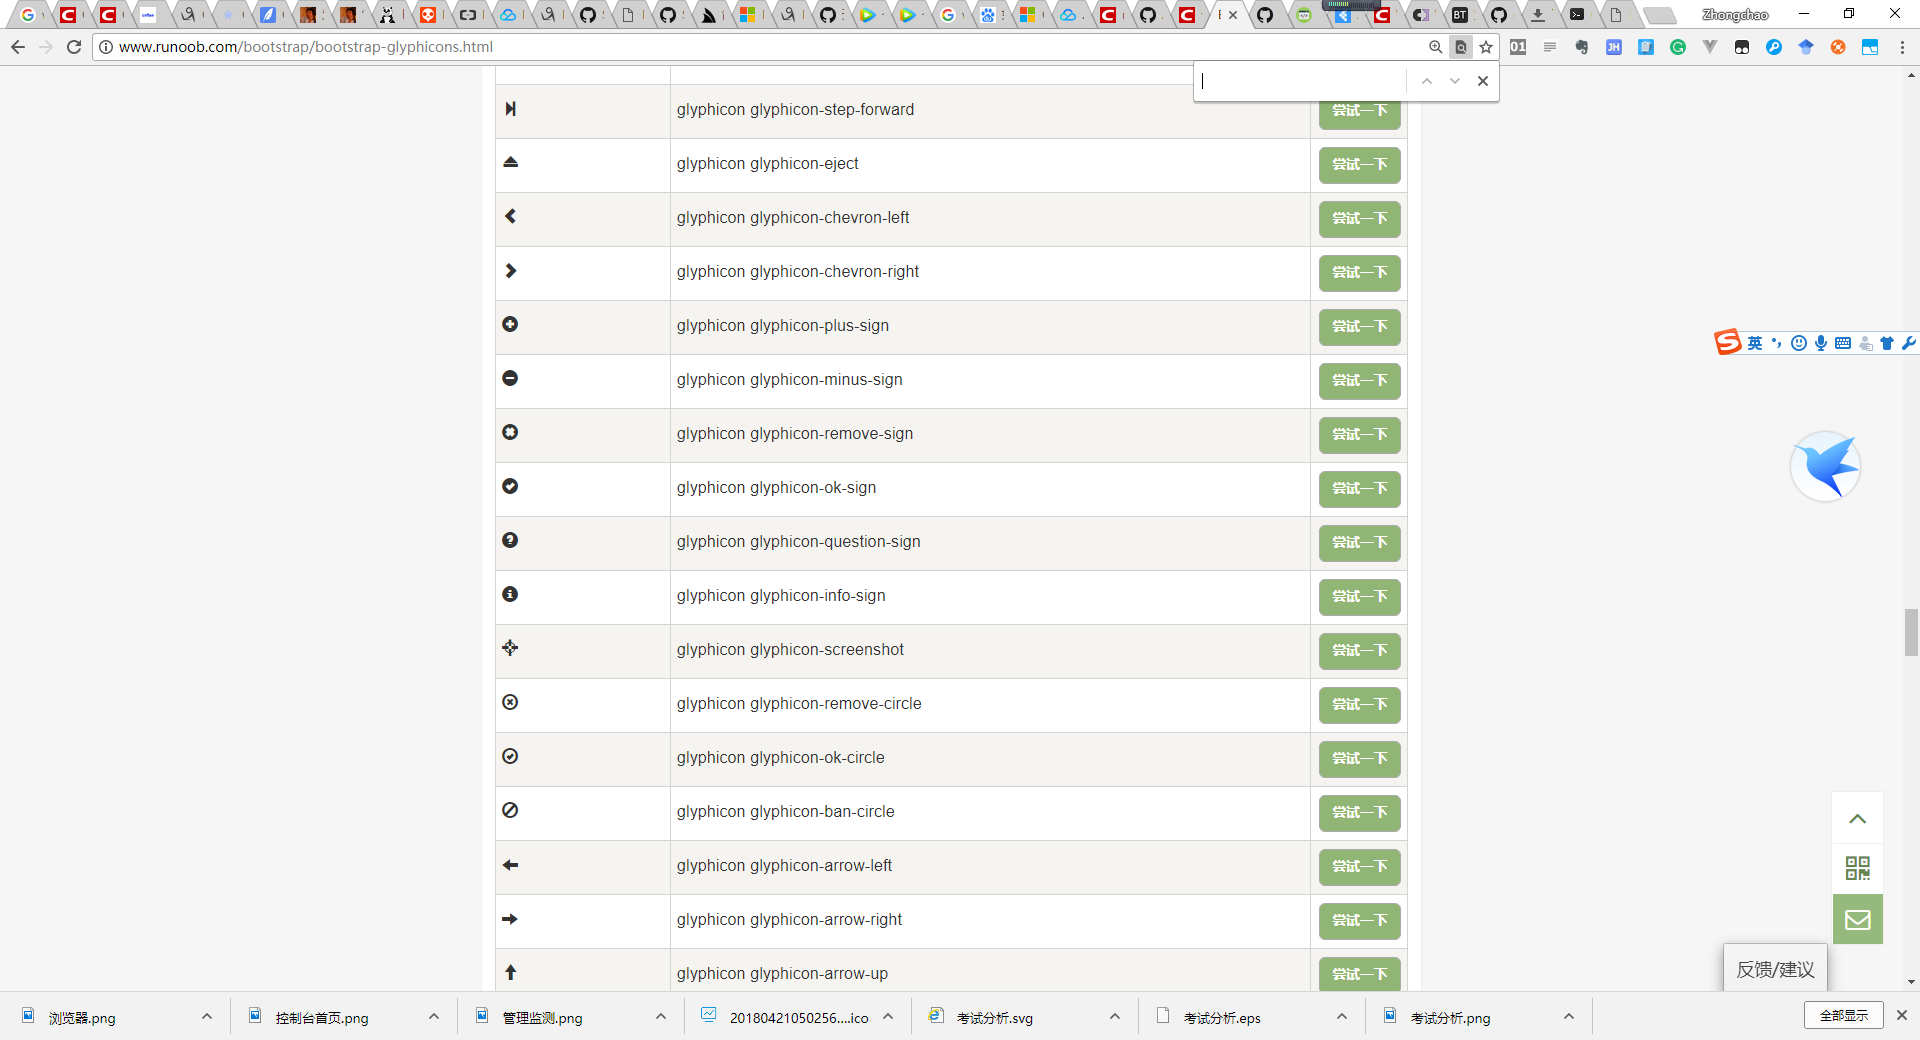 Zhongchao
www.runoob.com/bootstrap/bootstrap-glyphicons.html
glyphicon glyphicon-step-forward
尝试一下
glyphicon glyphicon-eject
尝试一下
glyphicon glyphicon-chevron-left
尝试一下
glyphicon glyphicon-chevron-right
尝试一下
glyphicon glyphicon-plus-sign
尝试一下
glyphicon glyphicon-minus-sign
尝试一下
glyphicon glyphicon-remove-sign
尝试一下
glyphicon glyphicon-ok-sign
尝试一下
glyphicon glyphicon-question-sign
尝试一下
glyphicon glyphicon-info-sign
尝试一下
glyphicon glyphicon-screenshot
尝试一下
glyphicon glyphicon-remove-circle
尝试一下
glyphicon glyphicon-ok-circle
尝试一下
glyphicon glyphicon-ban-circle
尝试一下
glyphicon glyphicon-arrow-left
尝试一下
glyphicon glyphicon-arrow-right
尝试一下
glyphicon glyphicon-arrow-up
尝试一下
英
反馈/建议
浏览器.png
控制台首页.png
管理监测.png
20180421050256....ico
考试分析.svg
考试分析.eps
考试分析.png
全部显示